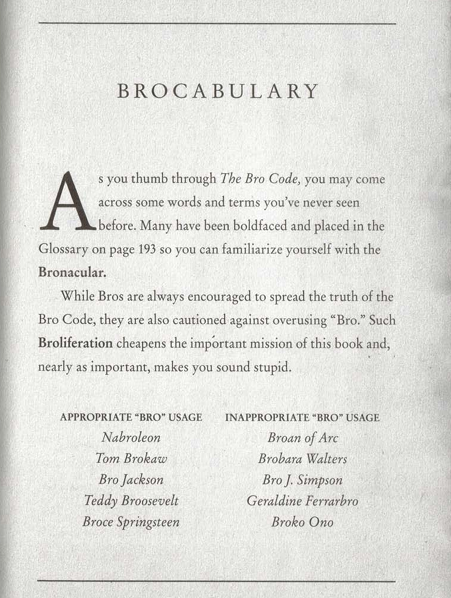 BROCABULARY
As you thumb through The Bro Code, you may come
across some words and terms you've never seen
before. Many have been boldfaced and placed in the
Glossary on page 193 so you can familiarize yourself with the
Bronacular.
While Bros are always encouraged to spread the truth of the
Bro Code, they are also cautioned against overusing “Bro.” Such
Broliferation cheapens the important mission of this book and,
nearly as important, makes you sound stupid.
APPROPRIATE “BRO” USAGE
Nabroleon
Tom Brokaw
Bro Jackson
Teddy Broosevelt
Broce Springsteen
INAPPROPRIATE “BRO” USAGE
Broan of Arc
Brobara Walters
Bro J. Simpson
Geraldine Ferrarbro
Broko Ono